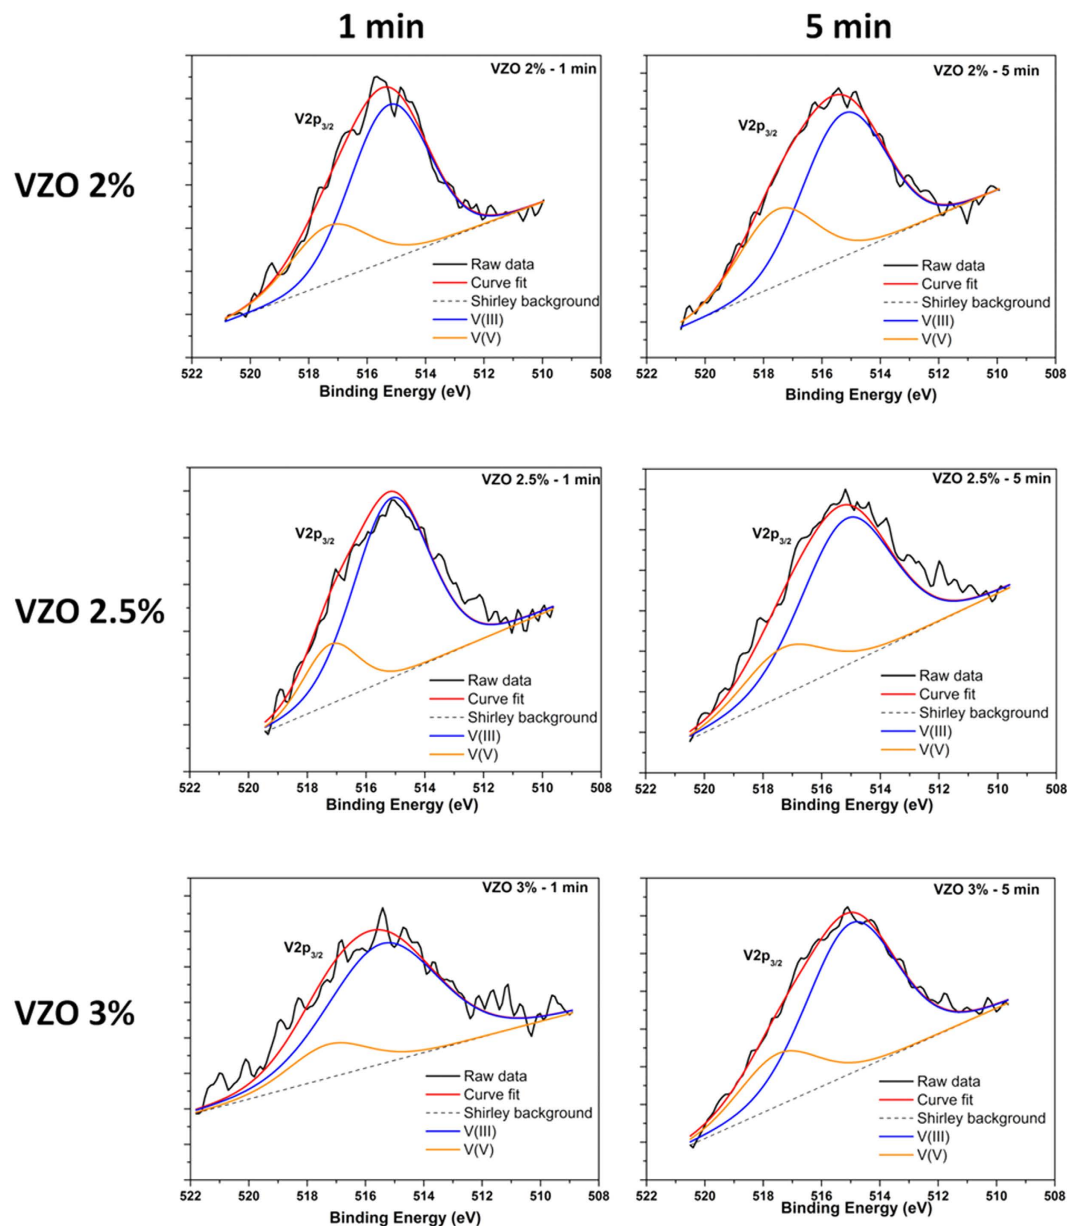 1 min
5 min
VZO 2%
VZO 2% - 1 min
V2p3/2
Raw data
Curve fit
Shirley background
V(III)
V(V)
522 520 518 516 514 512 510 508
Binding Energy (eV)
VZO 2% - 5 min
V2p3/2
Raw data
Curve fit
Shirley background
V(III)
V(V)
522 520 518 516 514 512 510 508
Binding Energy (eV)
VZO 2.5%
VZO 2.5% - 1 min
V2p3/2
Raw data
Curve fit
Shirley background
V(III)
V(V)
522 520 518 516 514 512 510 508
Binding Energy (eV)
VZO 2.5% - 5 min
V2p3/2
Raw data
Curve fit
Shirley background
V(III)
V(V)
522 520 518 516 514 512 510 508
Binding Energy (eV)
VZO 3%
VZO 3% - 1 min
V2p3/2
Raw data
Curve fit
Shirley background
V(III)
V(V)
522 520 518 516 514 512 510 508
Binding Energy (eV)
VZO 3% - 5 min
V2p3/2
Raw data
Curve fit
Shirley background
V(III)
V(V)
522 520 518 516 514 512 510 508
Binding Energy (eV)